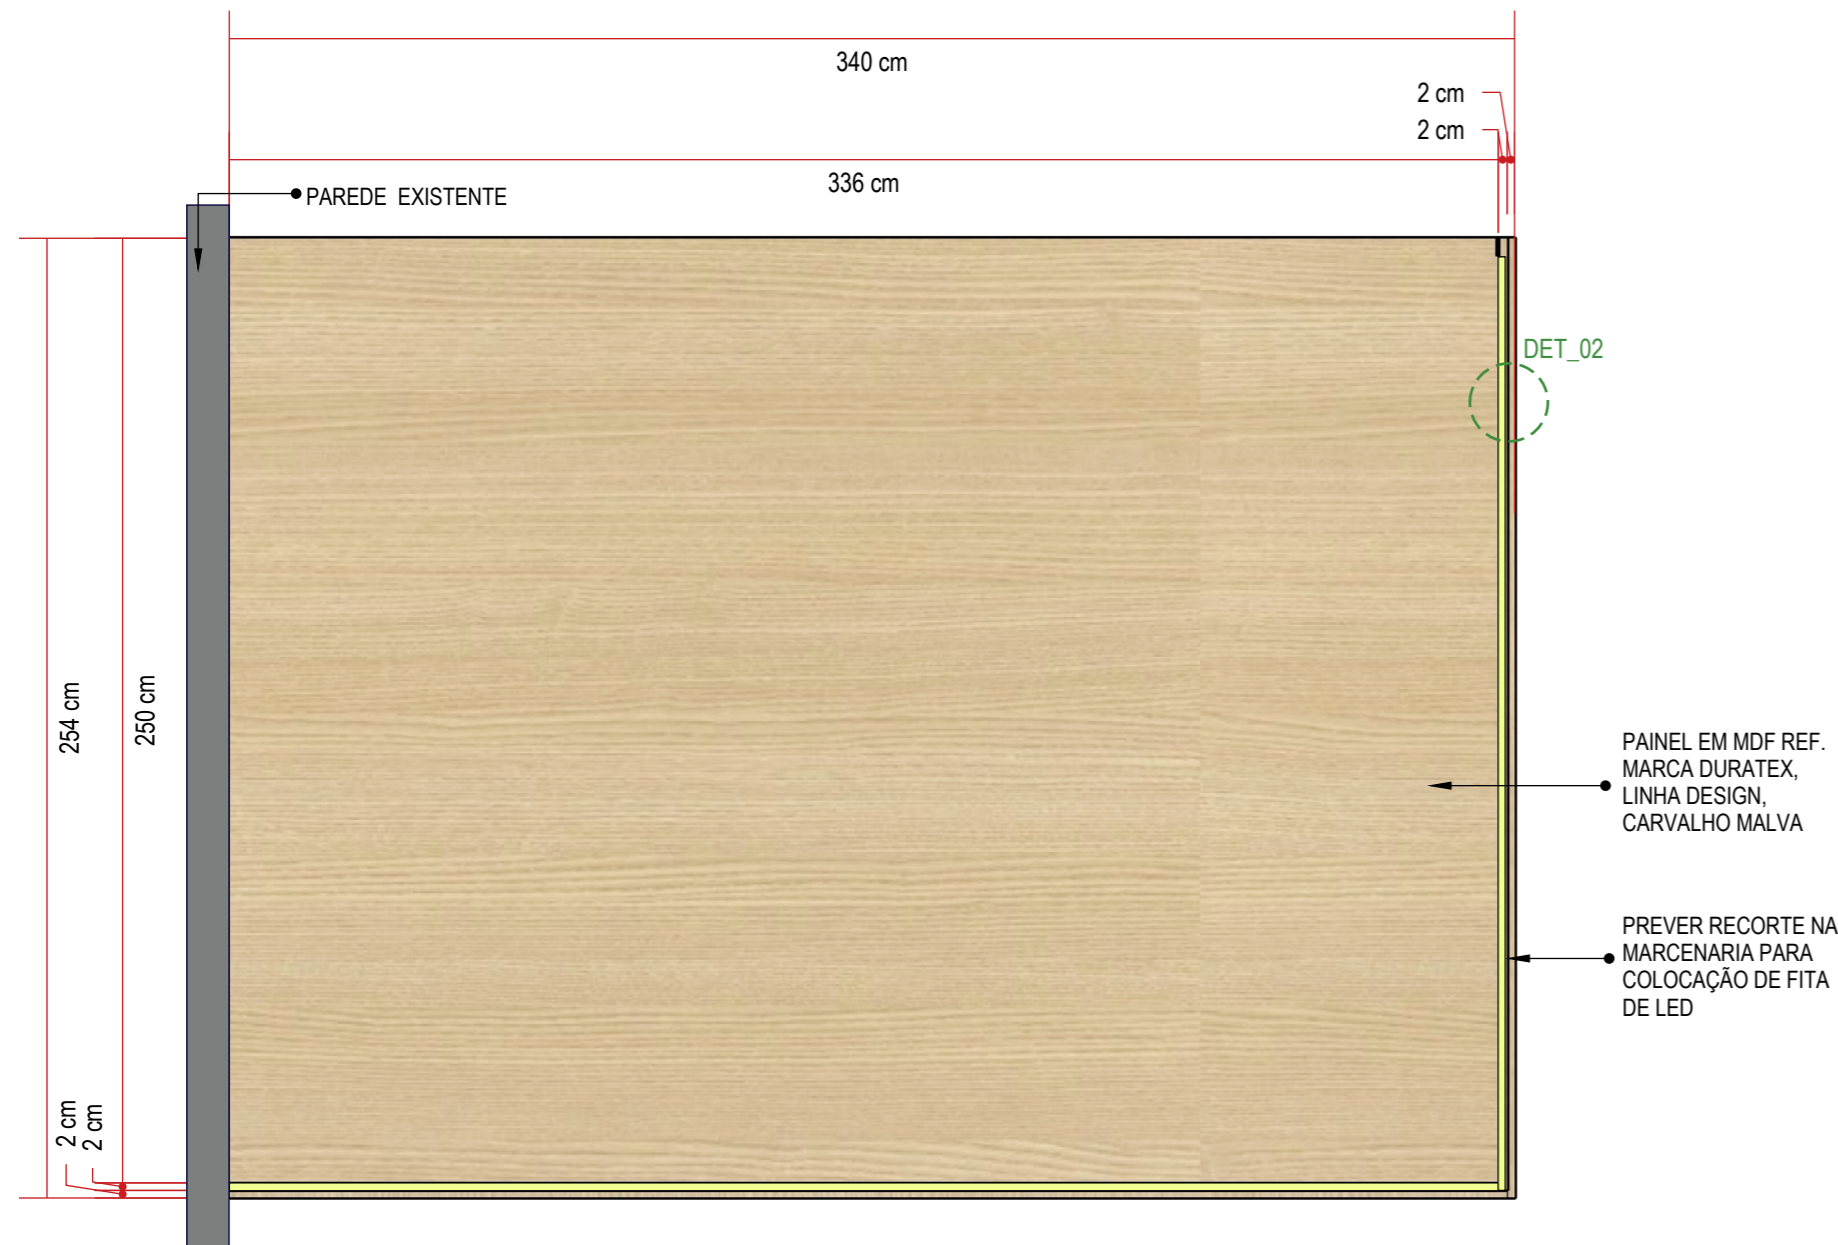 340 cm
2 cm
2 cm
336 cm
PAREDE EXISTENTE
DET_02
254 cm
250 cm
PAINEL EM MDF REF.
MARCA DURATEX,
LINHA DESIGN,
CARVALHO MALVA
PREVER RECORTE NA
MARCENARIA PARA
COLOCAÇÃO DE FITA
DE LED
2 cm
2 cm